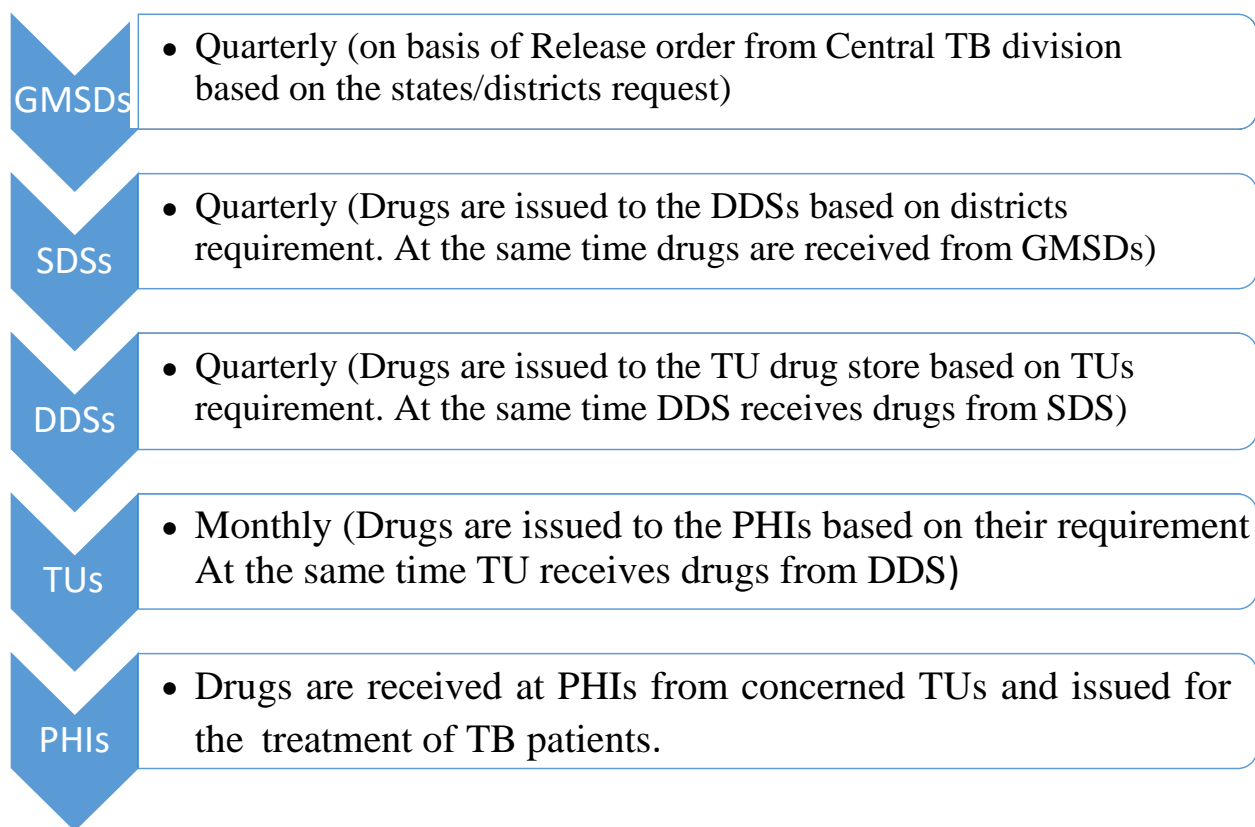 GMSDs
• Quarterly (on basis of Release order from Central TB division
based on the states/districts request)
SDSs
• Quarterly (Drugs are issued to the DDSs based on districts
requirement. At the same time drugs are received from GMSDs)
DDSs
• Quarterly (Drugs are issued to the TU drug store based on TUs
requirement. At the same time DDS receives drugs from SDS)
TUs
• Monthly (Drugs are issued to the PHIs based on their requirement
At the same time TU receives drugs from DDS)
PHIs
• Drugs are received at PHIs from concerned TUs and issued for
the treatment of TB patients.